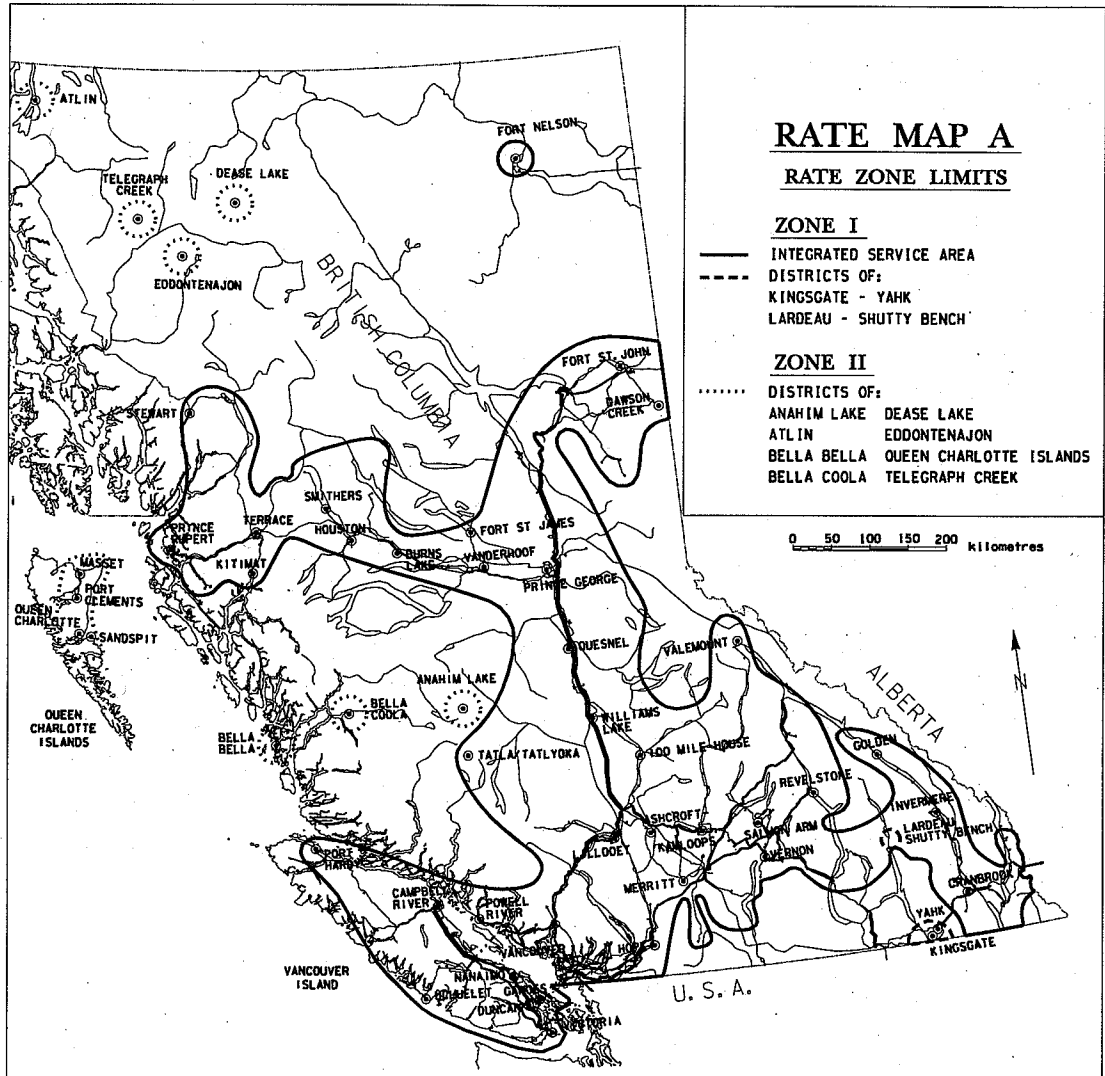 RATE MAP A
RATE ZONE LIMITS
ZONE I
INTEGRATED SERVICE AREA
DISTRICTS OF:
KINGSGATE - YAHK
LARDEAU - SHUTTY BENCH
ZONE II
DISTRICTS OF:
ANAHIM LAKE DEASE LAKE
ATLIN EDDONTENAJON
BELLA BELLA QUEEN CHARLOTTE ISLANDS
BELLA COOLA TELEGRAPH CREEK
0 50 100 150 200 kilometres
N
ATLIN
FORT NELSON
TELEGRAPH
CREEK
DEASE LAKE
EDDONTENAJON
BRITISH COLUMBIA
FORT ST. JOHN
DAWSON
CREEK
STEWART
SMITHERS
PRINCE
RUPERT
TERRACE
HOUSTON
FORT ST JAMES
KITIMAT
BURNS
LAKE
VANDERHOOF
PRINCE GEORGE
MASSET
PORT
CLEMENTS
QUEEN
CHARLOTTE
SANDSPIT
QUESNEL
VALEMOUNT
ALBERTA
QUEEN
CHARLOTTE
ISLANDS
ANAHIM LAKE
BELLA
COOLA
BELLA
BELLA
WILLIAMS
LAKE
TATLA/TATLYOKA
100 MILE HOUSE
GOLDEN
REVELSTOKE
INVERMERE
ASHCROFT
SALMON ARM
LARDEAU
SHUTTY BENCH
KAMLOOPS
LILLOOET
VERNON
PORT
HARDY
MERRITT
CRANBROOK
CAMPBELL
RIVER
POWELL
RIVER
YAHK
VANCOUVER
HOPE
KINGSGATE
VANCOUVER
ISLAND
NANAIMO
UCLUELET
GANGES
DUNCAN
VICTORIA
U.S.A.